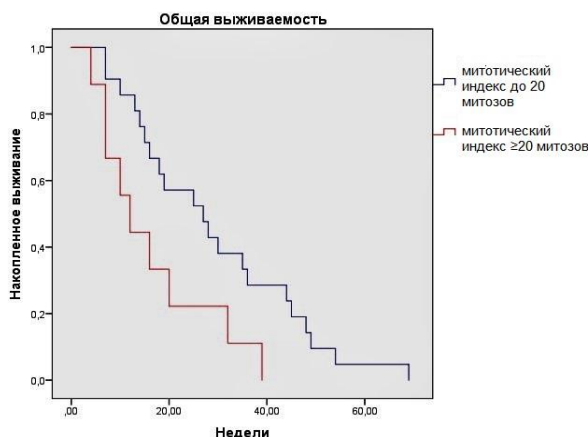 Общая выживаемость
Накопленное выживание
1,0
0,8
0,6
0,4
0,2
0,0
,00
20,00
40,00
60,00
Недели
митотический
индекс до 20
митозов
митотический
индекс ≥20 митозов